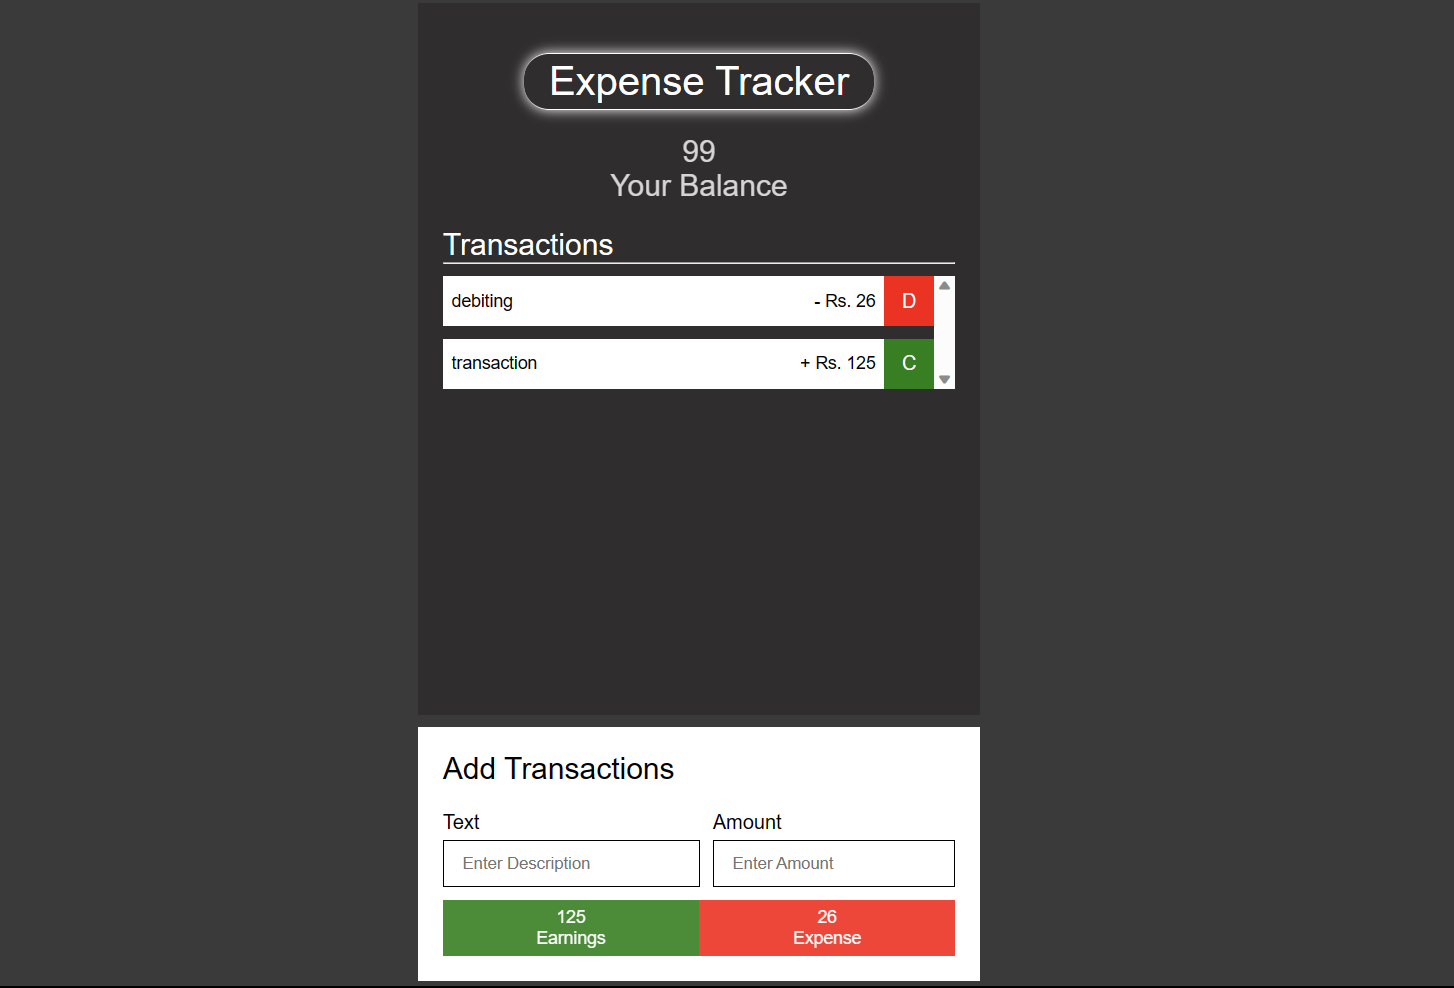 Expense Tracker
99
Your Balance
Transactions
debiting - Rs. 26 D
transaction + Rs. 125 C
Add Transactions
Text Amount
Enter Description Enter Amount
125 26
Earnings Expense